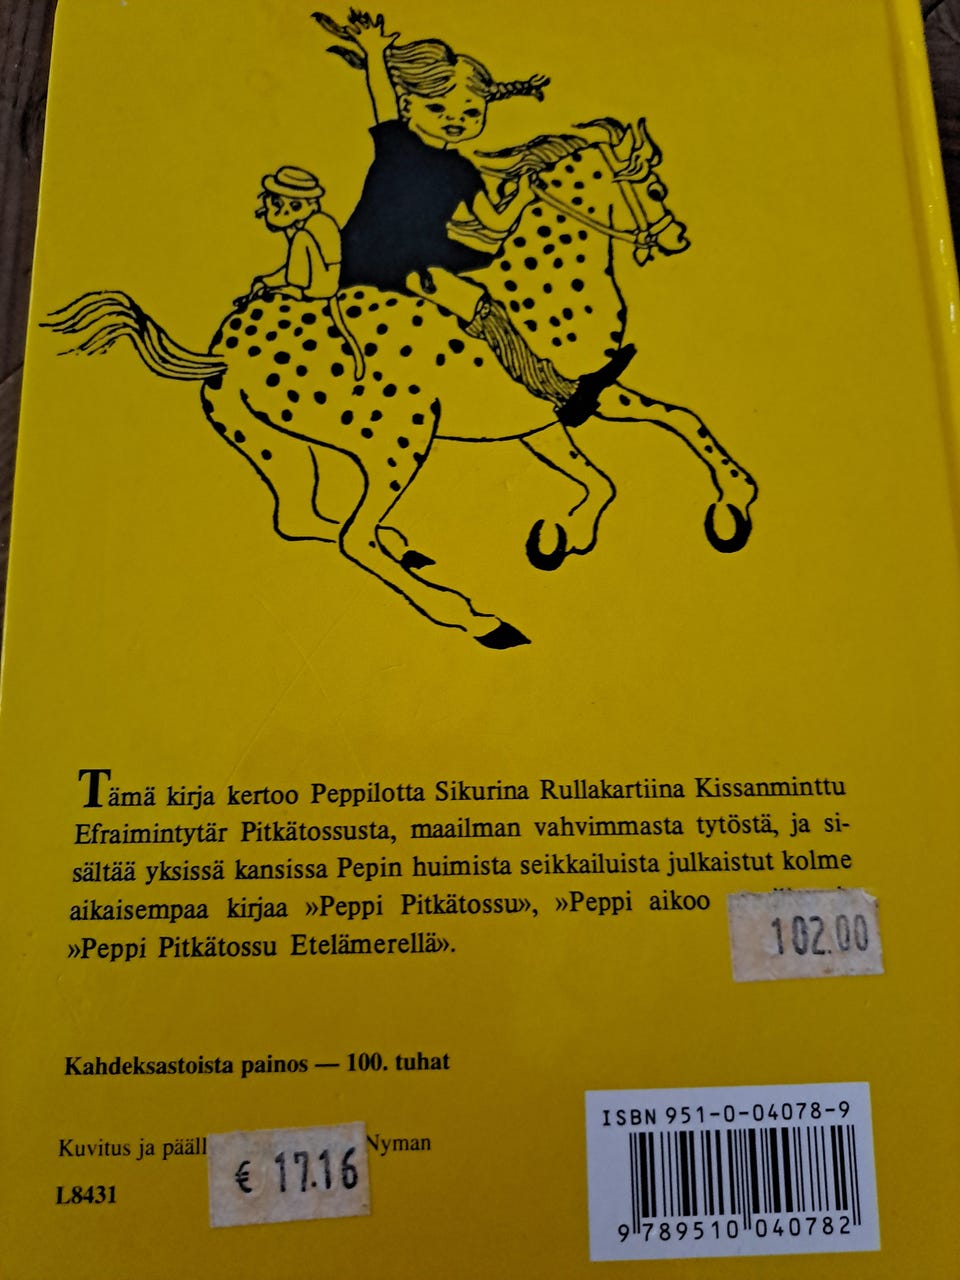 Tämä kirja kertoo Peppilotta Sikurina Rullakartiina Kissanminttu
Efraimintytär Pitkätossusta, maailman vahvimmasta tytöstä, ja si-
sältää yksissä kansissa Pepin huimista seikkailuista julkaistut kolme
aikaisempaa kirjaa »Peppi Pitkätossu», »Peppi aikoo
»Peppi Pitkätossu Etelämerellä».
102.00
Kahdeksastoista painos — 100. tuhat
Kuvitus ja pääll Nyman
€ 17.16
L8431
ISBN 951-0-04078-9
9 789510 040782